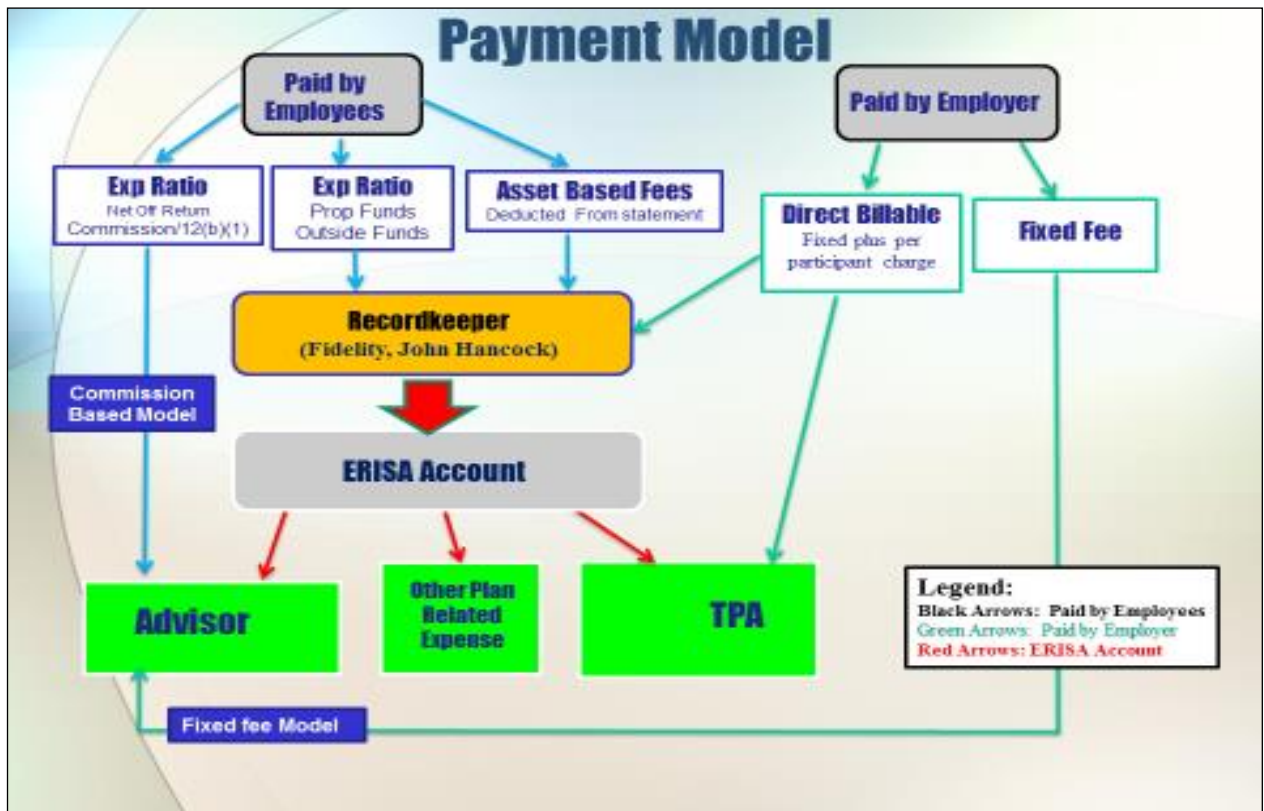 Payment Model
Paid by
Employees
Paid by Employer
Exp Ratio
Net Off Return
Commission/12(b)(1)
Exp Ratio
Prop Funds
Outside Funds
Asset Based Fees
Deducted From statement
Direct Billable
Fixed plus per
participant charge
Fixed Fee
Recordkeeper
(Fidelity, John Hancock)
Commission
Based Model
ERISA Account
Advisor
Other Plan
Related
Expense
TPA
Legend:
Black Arrows: Paid by Employees
Green Arrows: Paid by Employer
Red Arrows: ERISA Account
Fixed fee Model